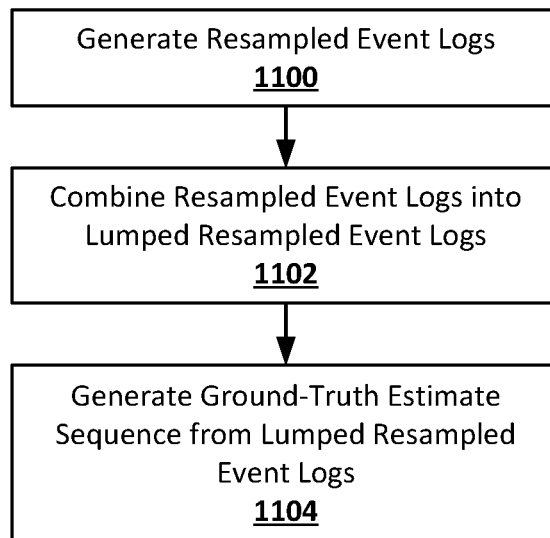 Generate Resampled Event Logs
1100
Combine Resampled Event Logs into
Lumped Resampled Event Logs
1102
Generate Ground-Truth Estimate
Sequence from Lumped Resampled
Event Logs
1104